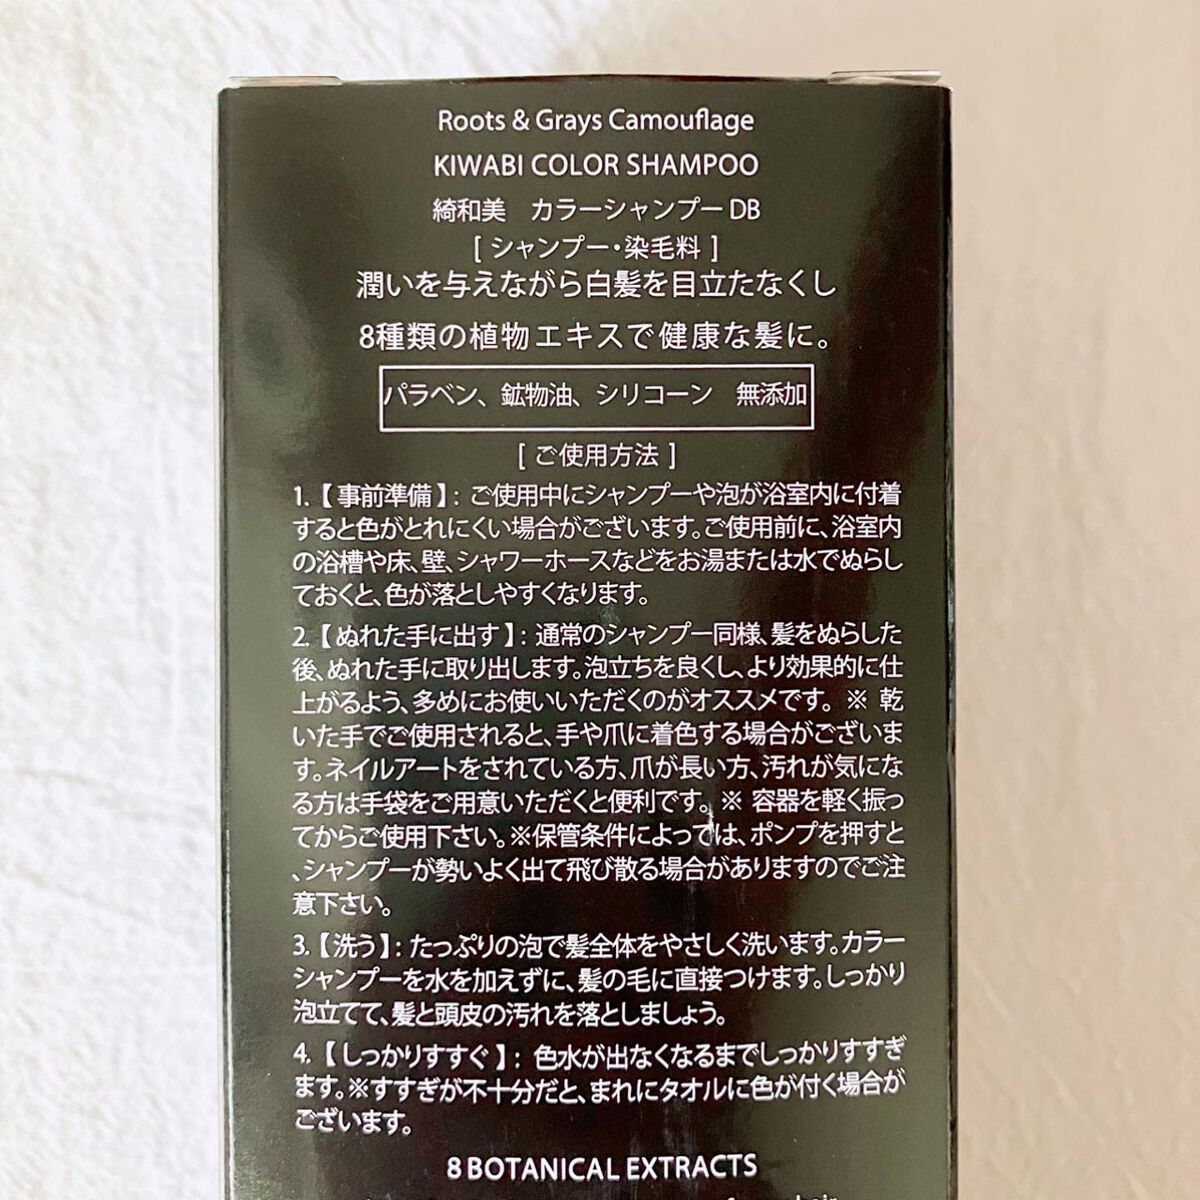 Roots & Grays Camouflage
KIWABI COLOR SHAMPOO
綺和美　カラーシャンプー DB
[ シャンプー・染毛料 ]
潤いを与えながら白髪を目立たなくし
8種類の植物エキスで健康な髪に。
パラベン、鉱物油、シリコーン　無添加
[ ご使用方法 ]
1.【 事前準備 】: ご使用中にシャンプーや泡が浴室内に付着
すると色がとれにくい場合がございます。ご使用前に、浴室内
の浴槽や床、壁、シャワーホースなどをお湯または水でぬらし
ておくと、色が落としやすくなります。
2.【ぬれた手に出す】: 通常のシャンプー同様、髪をぬらした
後、ぬれた手に取り出します。泡立ちを良くし、より効果的に仕
上がるよう、多めにお使いいただくのがオススメです。※ 乾
いた手でご使用されると、手や爪に着色する場合がございま
す。ネイルアートをされている方、爪が長い方、汚れが気にな
る方は手袋をご用意いただくと便利です。※ 容器を軽く振っ
てからご使用下さい。※保管条件によっては、ポンプを押すと
、シャンプーが勢いよく出て飛び散る場合がありますのでご注
意下さい。
3.【洗う】: たっぷりの泡で髪全体をやさしく洗います。カラー
シャンプーを水を加えずに、髪の毛に直接つけます。しっかり
泡立てて、髪と頭皮の汚れを落としましょう。
4.【しっかりすすぐ】: 色水が出なくなるまでしっかりすすぎ
ます。※すすぎが不十分だと、まれにタオルに色が付く場合が
ございます。
8 BOTANICAL EXTRACTS